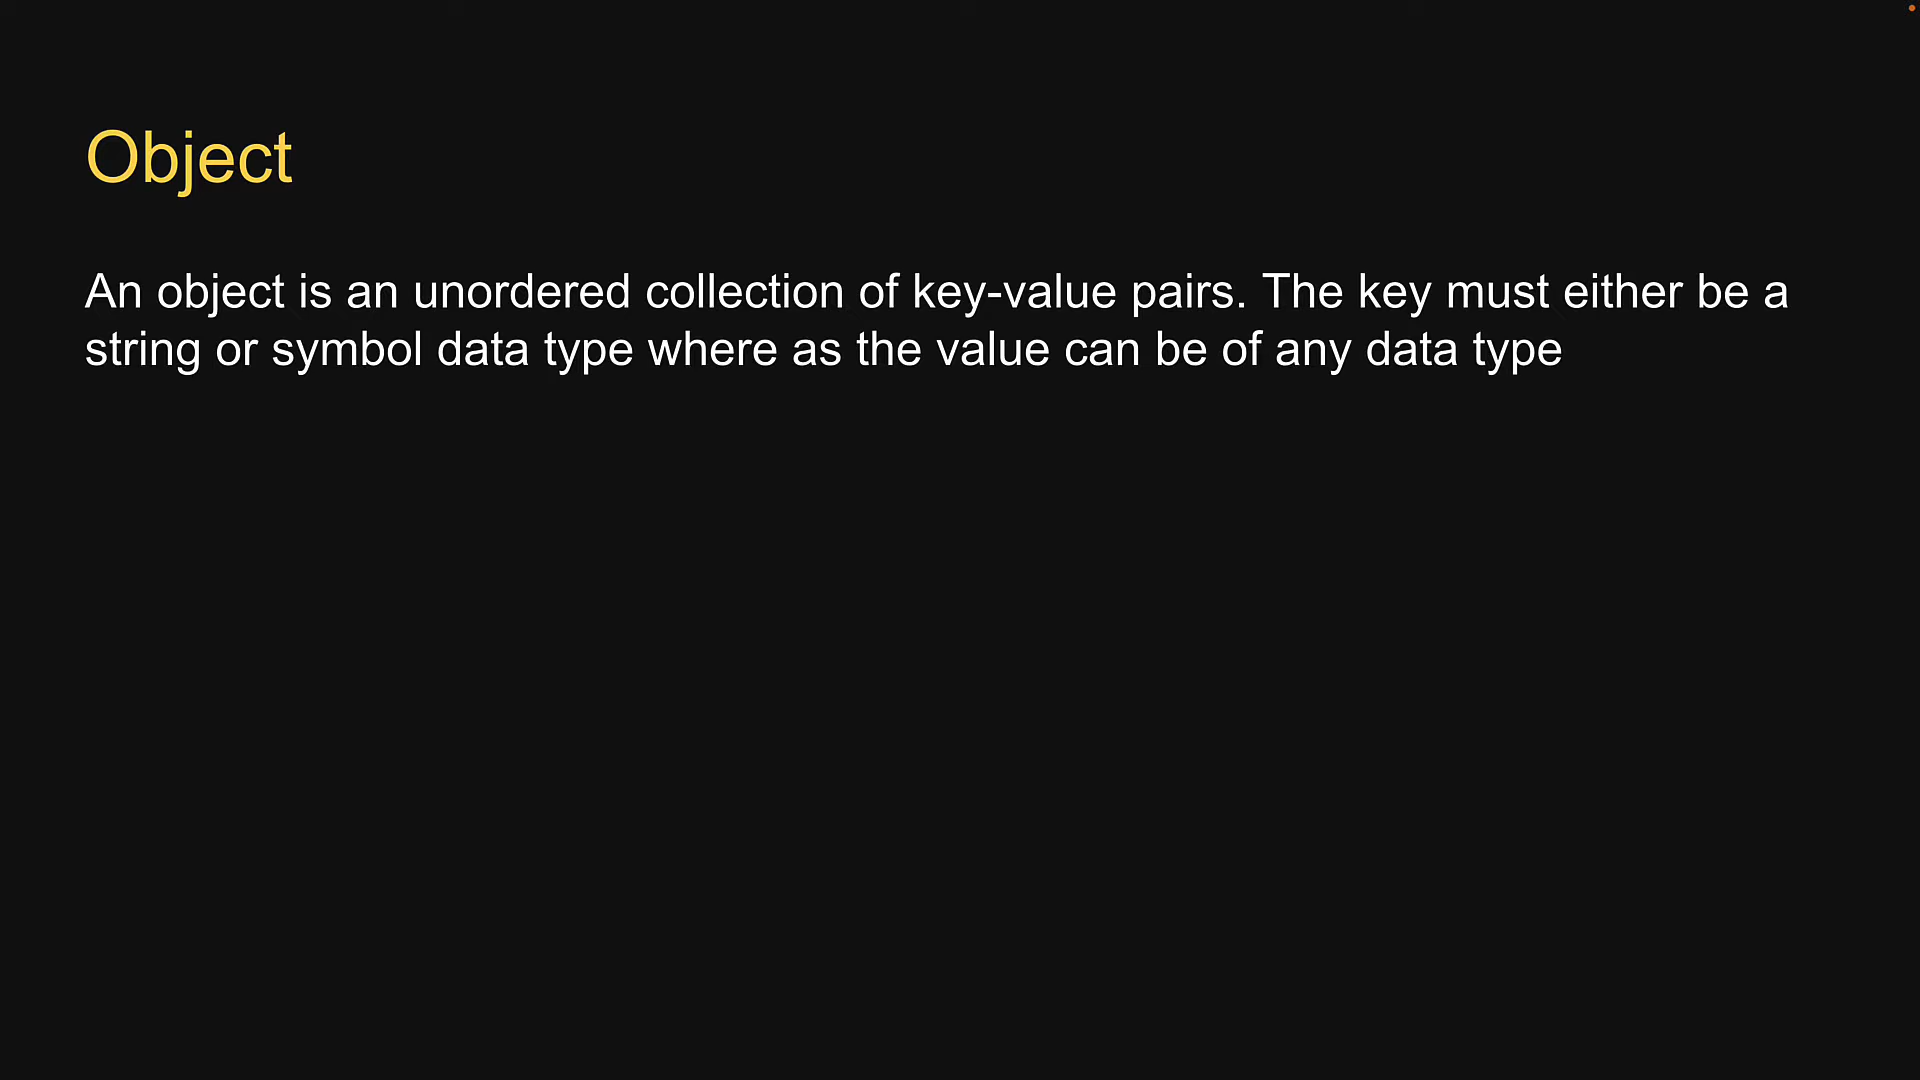 Object
An object is an unordered collection of key-value pairs. The key must either be a
string or symbol data type where as the value can be of any data type